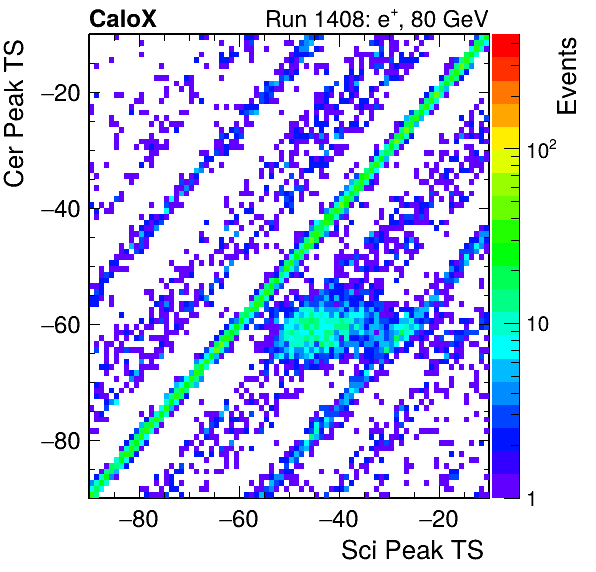 CaloX
Run 1408: e⁺, 80 GeV
Cer Peak TS
Events
−20
−40
−60
−80
10²
10
1
−80
−60
−40
−20
Sci Peak TS